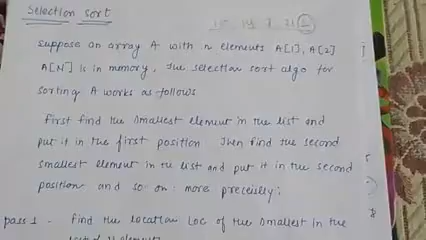 Selection Sort
Suppose an array A with n elements A[1], A[2]
A[N] is in memory. The selection sort algo for
sorting A works as follows
First find the smallest element in the list and
put it in the first position Then find the second
smallest element in the list and put it in the second
position and so on. more precisely:
pass 1 - Find the location LOC of the smallest in the